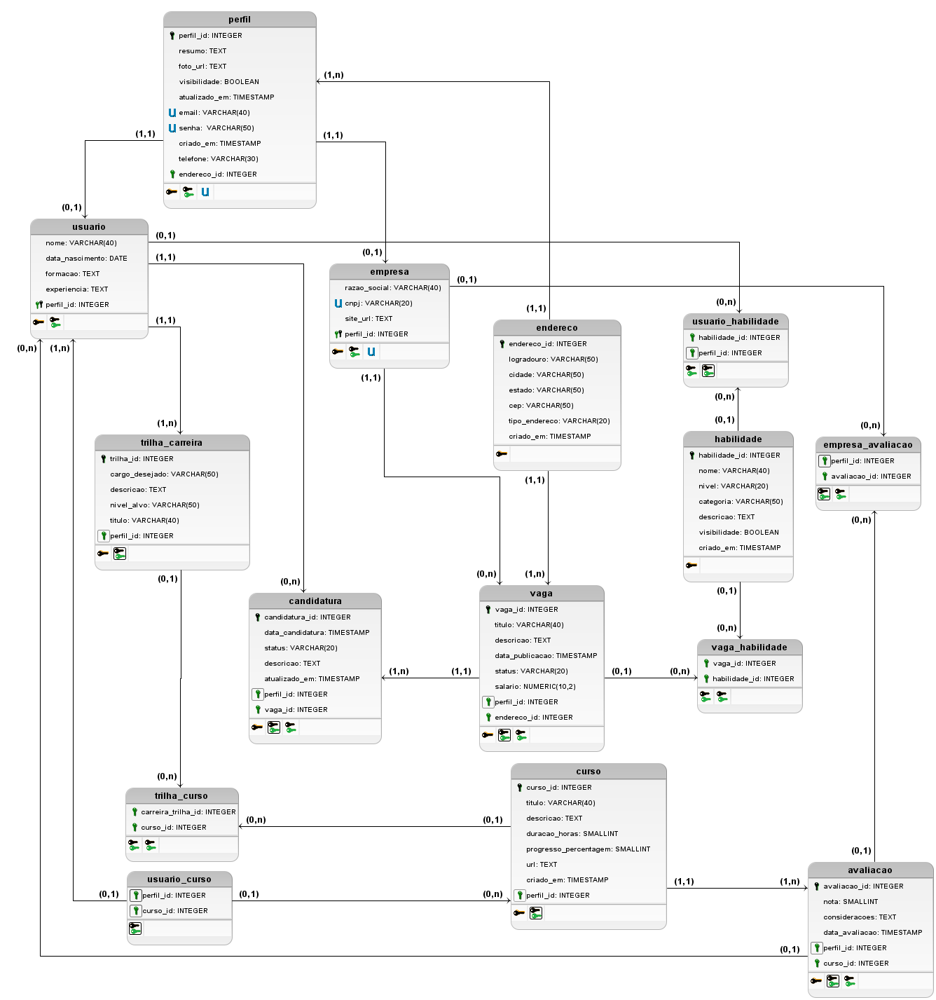 perfil
perfil_id: INTEGER
resumo: TEXT
foto_url: TEXT
visibilidade: BOOLEAN
atualizado_em: TIMESTAMP
u email: VARCHAR(40)
u senha:  VARCHAR(50)
criado_em: TIMESTAMP
telefone: VARCHAR(30)
endereco_id: INTEGER
u
(1,n)
(1,1)
(1,1)
(0,1)
usuario
nome: VARCHAR(40)
data_nascimento: DATE
formacao: TEXT
experiencia: TEXT
perfil_id: INTEGER
(0,1)
(1,1)
(1,1)
(0,n)
(1,n)
(0,1)
empresa
razao_social: VARCHAR(40)
u cnpj: VARCHAR(20)
site_url: TEXT
perfil_id: INTEGER
u
(0,1)
(1,1)
(1,1)
endereco
endereco_id: INTEGER
logradouro: VARCHAR(50)
cidade: VARCHAR(50)
estado: VARCHAR(50)
cep: VARCHAR(50)
tipo_endereco: VARCHAR(20)
criado_em: TIMESTAMP
(1,1)
(0,n)
usuario_habilidade
habilidade_id: INTEGER
perfil_id: INTEGER
(0,n)
(0,1)
habilidade
habilidade_id: INTEGER
nome: VARCHAR(40)
nivel: VARCHAR(20)
categoria: VARCHAR(50)
descricao: TEXT
visibilidade: BOOLEAN
criado_em: TIMESTAMP
(0,1)
(0,n)
empresa_avaliacao
perfil_id: INTEGER
avaliacao_id: INTEGER
(0,n)
(1,n)
trilha_carreira
trilha_id: INTEGER
cargo_desejado: VARCHAR(50)
descricao: TEXT
nivel_alvo: VARCHAR(50)
titulo: VARCHAR(40)
perfil_id: INTEGER
(0,1)
(0,n)
candidatura
candidatura_id: INTEGER
data_candidatura: TIMESTAMP
status: VARCHAR(20)
descricao: TEXT
atualizado_em: TIMESTAMP
perfil_id: INTEGER
vaga_id: INTEGER
(1,n)
(1,1)
(0,n)
(1,n)
vaga
vaga_id: INTEGER
titulo: VARCHAR(40)
descricao: TEXT
data_publicacao: TIMESTAMP
status: VARCHAR(20)
salario: NUMERIC(10,2)
perfil_id: INTEGER
endereco_id: INTEGER
(0,1)
(0,n)
(0,n)
vaga_habilidade
vaga_id: INTEGER
habilidade_id: INTEGER
(0,n)
trilha_curso
carreira_trilha_id: INTEGER
curso_id: INTEGER
(0,n)
(0,1)
curso
curso_id: INTEGER
titulo: VARCHAR(40)
descricao: TEXT
duracao_horas: SMALLINT
progresso_percentagem: SMALLINT
url: TEXT
criado_em: TIMESTAMP
perfil_id: INTEGER
(1,1)
(1,n)
usuario_curso
perfil_id: INTEGER
curso_id: INTEGER
(0,1)
(0,1)
(0,n)
(0,1)
avaliacao
avaliacao_id: INTEGER
nota: SMALLINT
consideracoes: TEXT
data_avaliacao: TIMESTAMP
perfil_id: INTEGER
curso_id: INTEGER
(0,1)